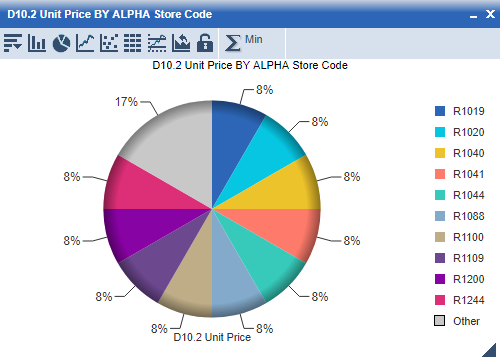 D10.2 Unit Price BY ALPHA Store Code
Min
D10.2 Unit Price BY ALPHA Store Code
17%
8%
8%
8%
8%
8%
8%
8%
8%
8%
8%
D10.2 Unit Price
R1019
R1020
R1040
R1041
R1044
R1088
R1100
R1109
R1200
R1244
Other